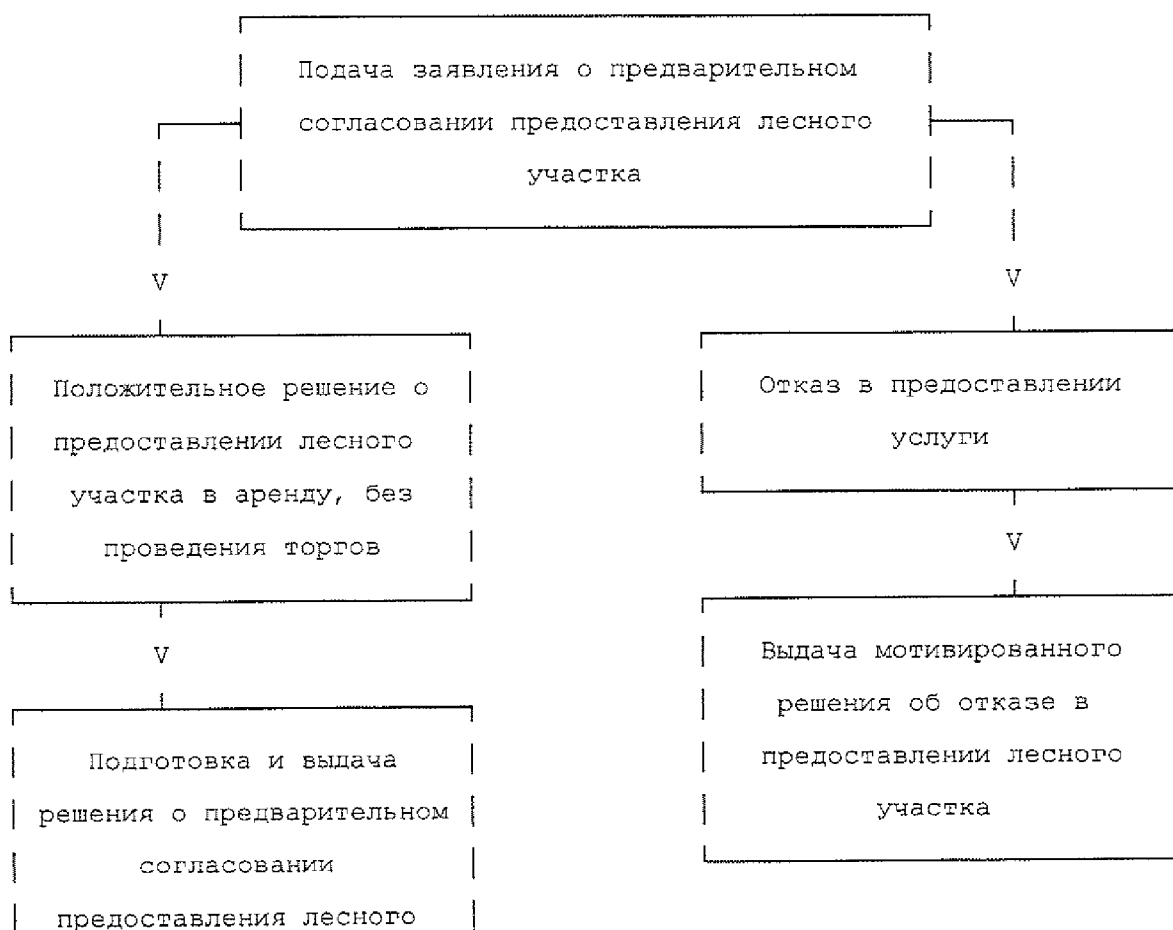 Подача заявления о предварительном
согласовании предоставления лесного
участка
V
V
Положительное решение о
предоставлении лесного
участка в аренду, без
проведения торгов
Отказ в предоставлении
услуги
V
V
Выдача мотивированного
решения об отказе в
предоставлении лесного
участка
Подготовка и выдача
решения о предварительном
согласовании
предоставления лесного